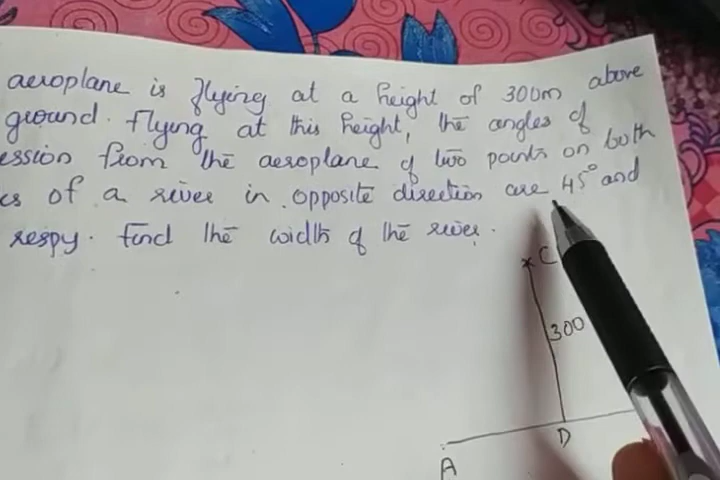 aeroplane is flying at a height of 300m above
ground. Flying at this height, the angles of
ession from the aeroplane of two points on both
cs of a river in opposite direction are 45° and
respy. Find the width of the river.
C
300
D
A